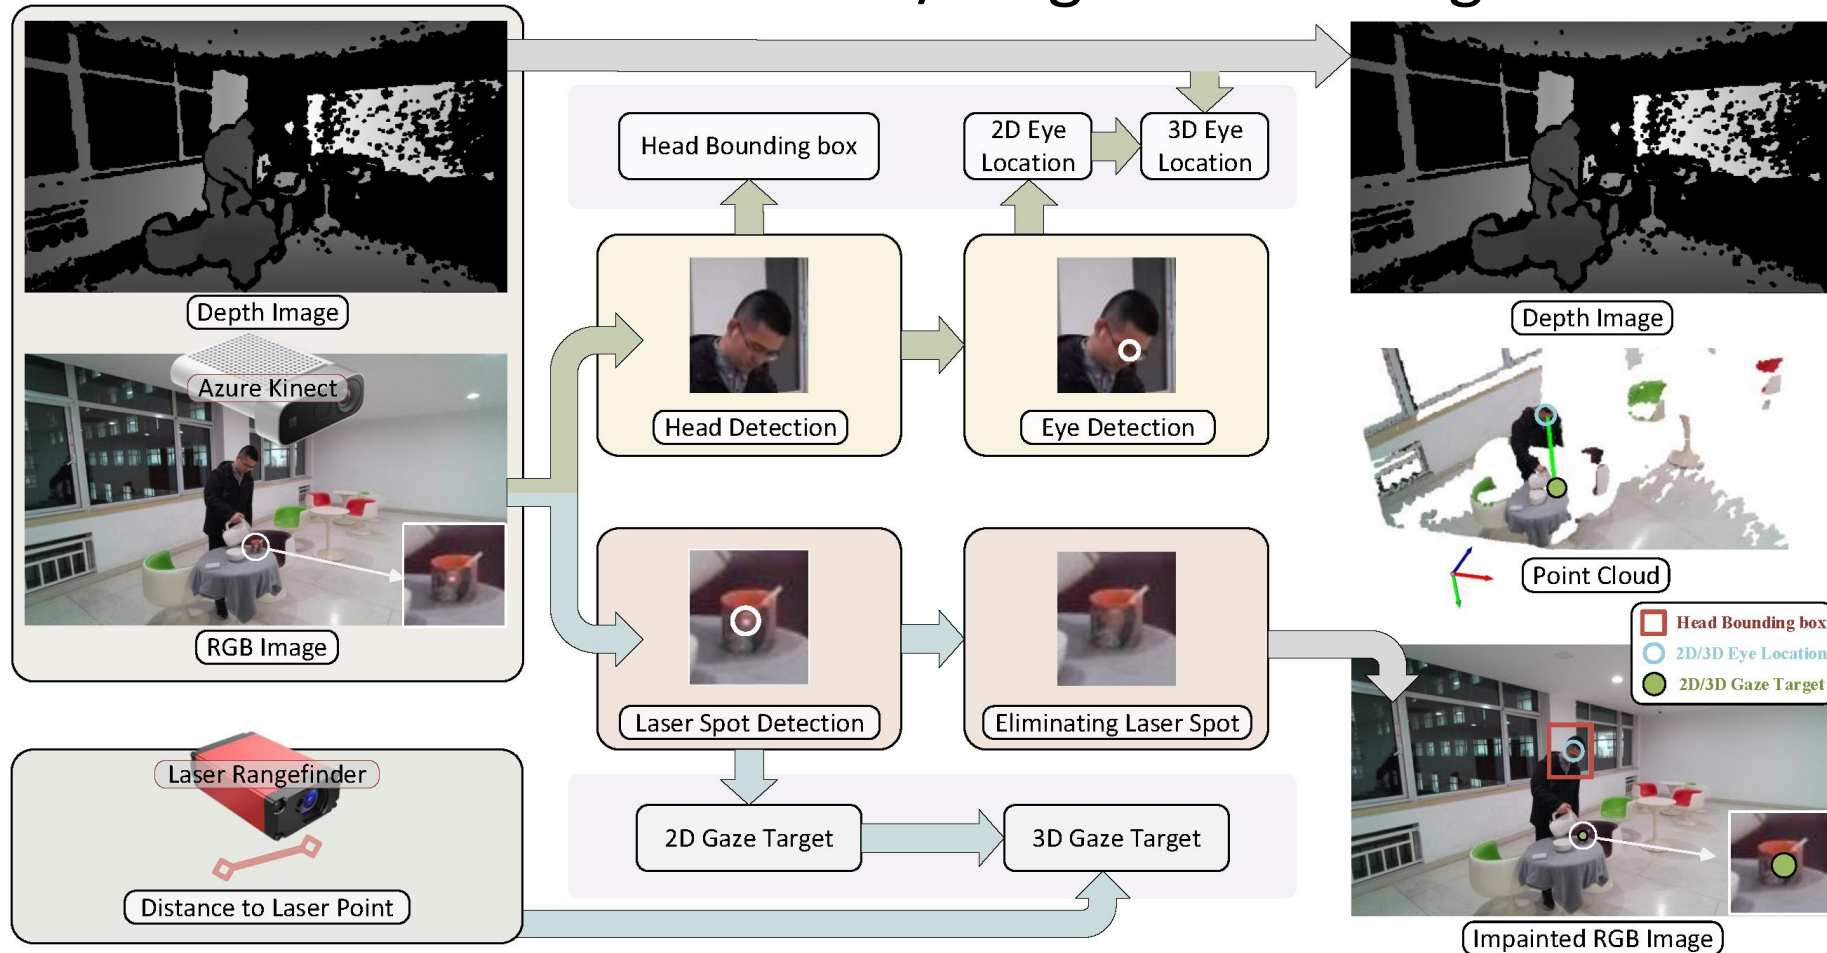 Depth Image
Azure Kinect
RGB Image
Laser Rangefinder
Distance to Laser Point
Head Bounding box
2D Eye
Location
3D Eye
Location
Head Detection
Eye Detection
Laser Spot Detection
Eliminating Laser Spot
2D Gaze Target
3D Gaze Target
Depth Image
Point Cloud
Head Bounding box
2D/3D Eye Location
2D/3D Gaze Target
Impainted RGB Image